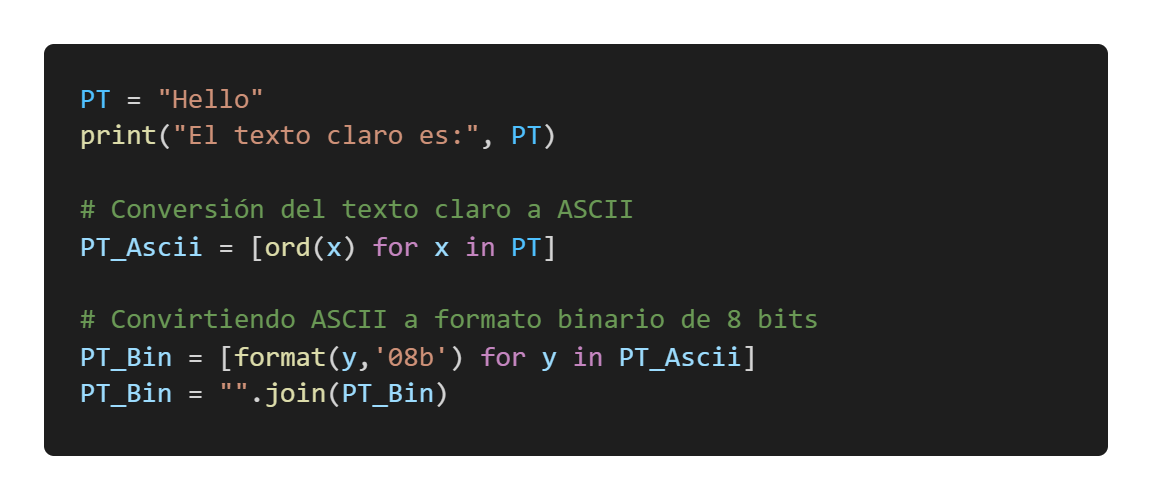 PT = "Hello"
print("El texto claro es:", PT)
# Conversión del texto claro a ASCII
PT_Ascii = [ord(x) for x in PT]
# Convirtiendo ASCII a formato binario de 8 bits
PT_Bin = [format(y,'08b') for y in PT_Ascii]
PT_Bin = "".join(PT_Bin)